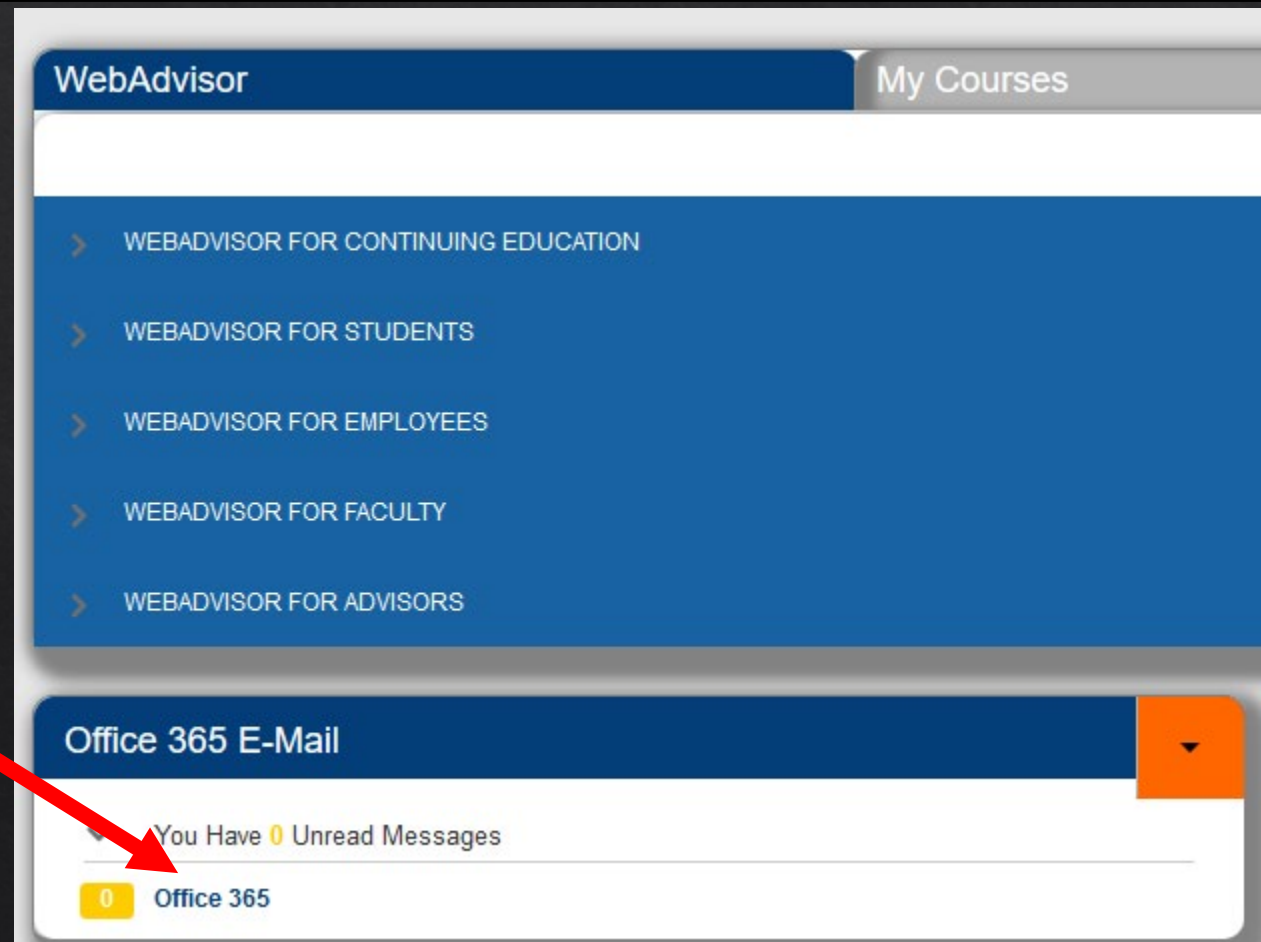 WebAdvisor
My Courses
WEBADVISOR FOR CONTINUING EDUCATION
WEBADVISOR FOR STUDENTS
WEBADVISOR FOR EMPLOYEES
WEBADVISOR FOR FACULTY
WEBADVISOR FOR ADVISORS
Office 365 E-Mail
You Have 0 Unread Messages
0 Office 365